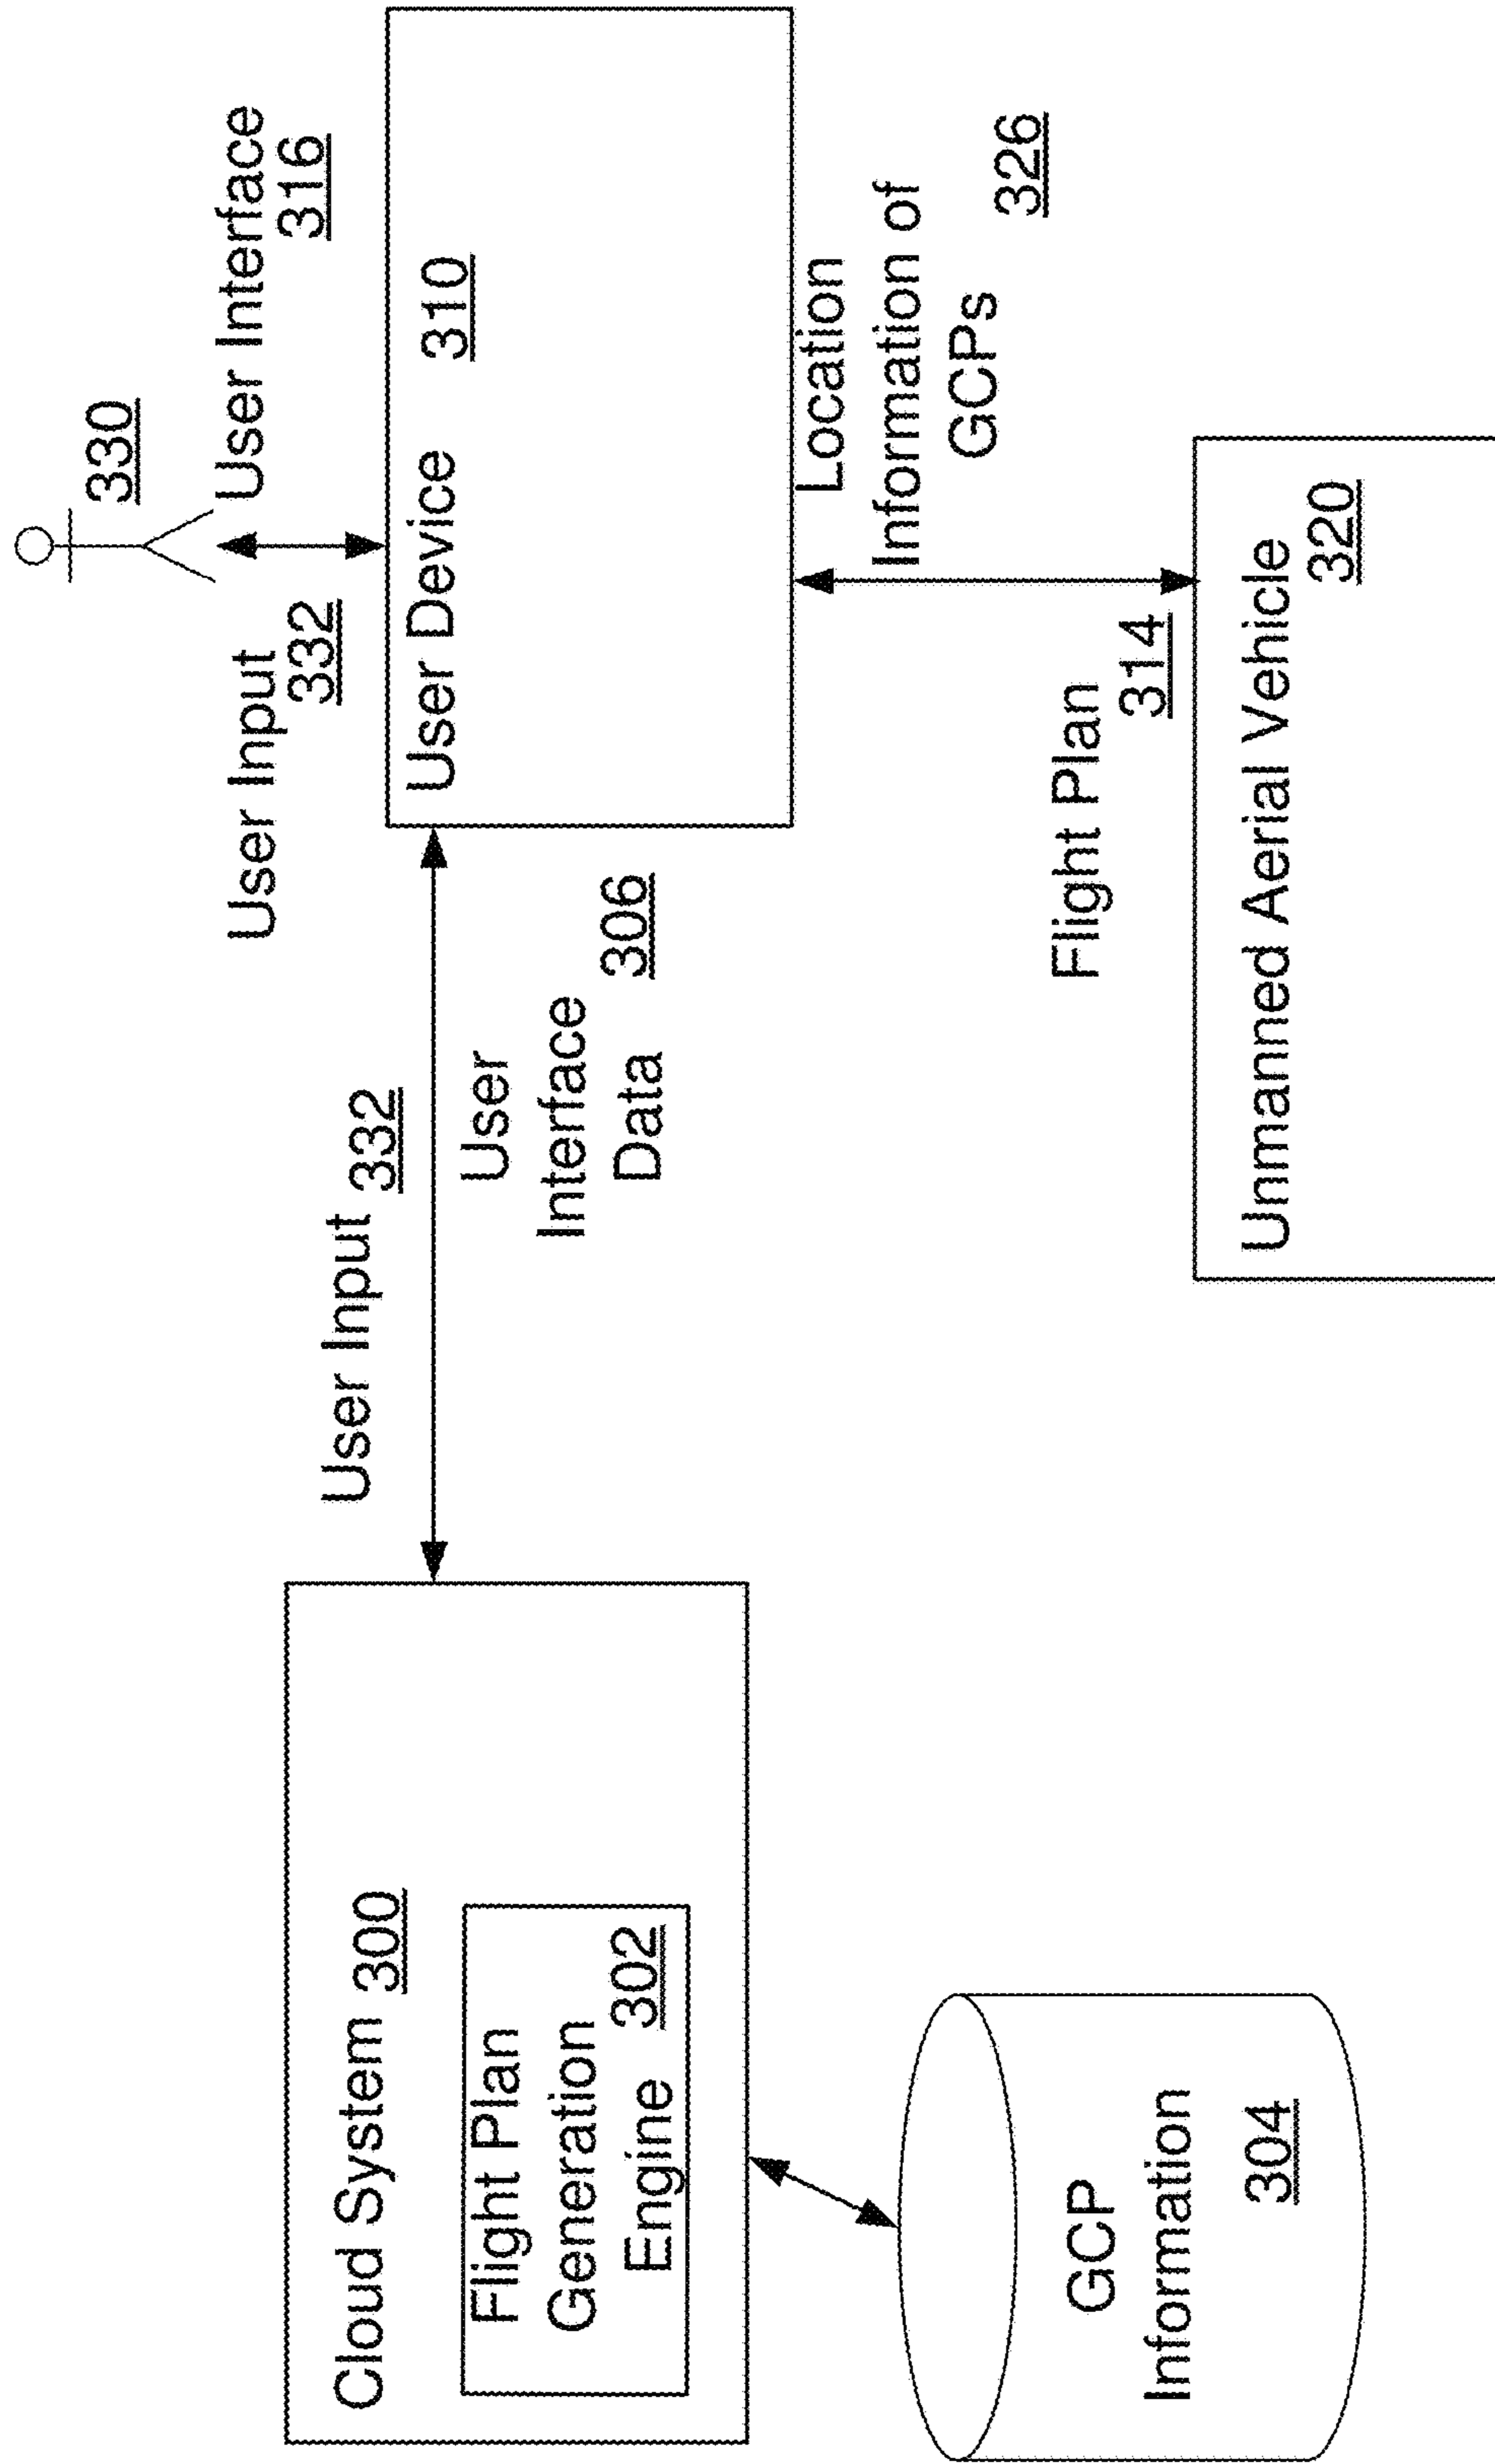 330
User Interface
316
User Input
332
User Device 310
User Input 332
User
Interface 306
Data
Cloud System 300
Flight Plan
Generation
Engine 302
Location
Information of
GCPs 326
Flight Plan
314
GCP
Information
304
Unmanned Aerial Vehicle
320